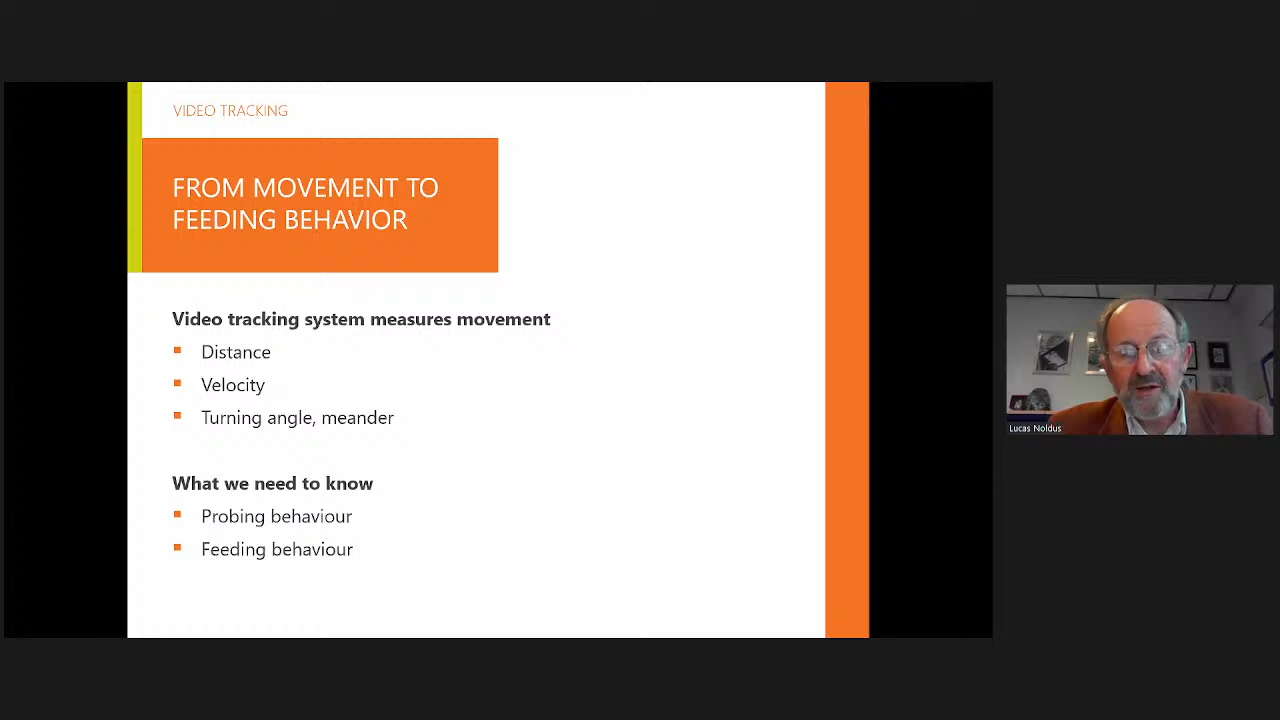 VIDEO TRACKING
FROM MOVEMENT TO
FEEDING BEHAVIOR
Video tracking system measures movement
Distance
Velocity
Turning angle, meander
What we need to know
Probing behaviour
Feeding behaviour
Lucas Noldus